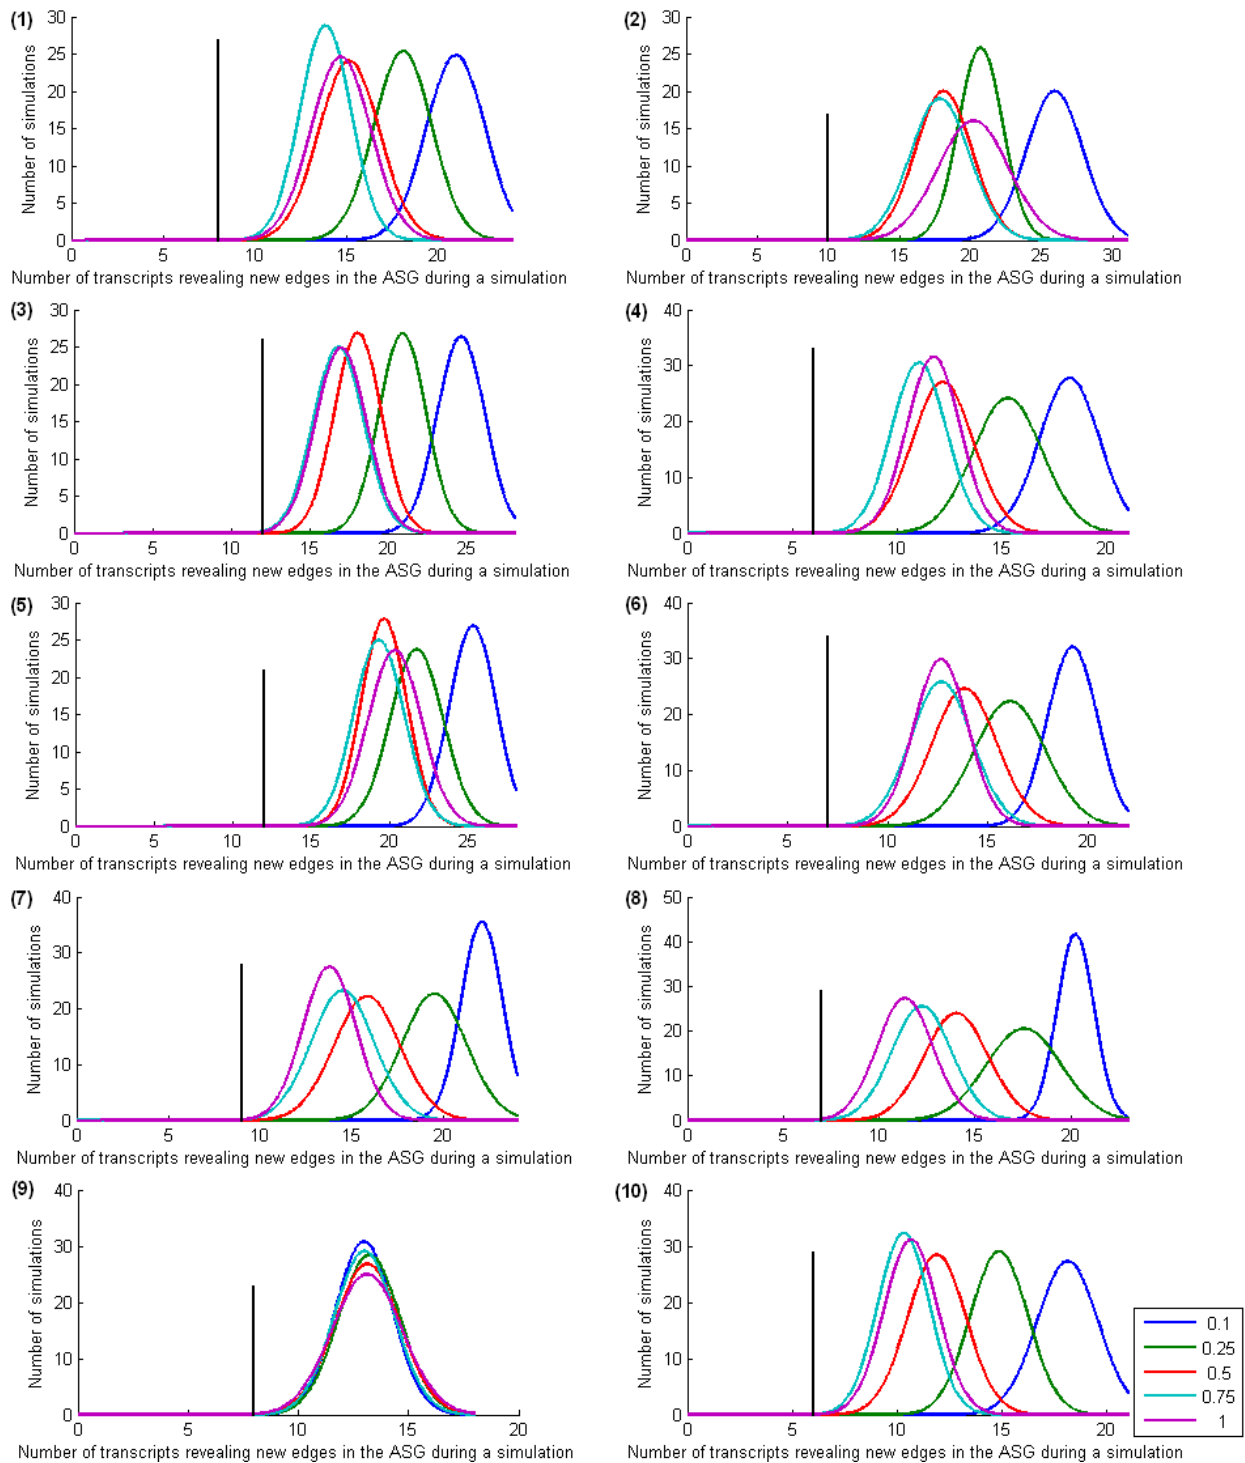 (1)
Number of simulations
30
25
20
15
10
5
0
0 5 10 15 20
Number of transcripts revealing new edges in the ASG during a simulation
(2)
Number of simulations
30
25
20
15
10
5
0
0 5 10 15 20 25 30
Number of transcripts revealing new edges in the ASG during a simulation
(3)
Number of simulations
30
25
20
15
10
5
0
0 5 10 15 20 25
Number of transcripts revealing new edges in the ASG during a simulation
(4)
Number of simulations
40
30
20
10
0
0 5 10 15 20
Number of transcripts revealing new edges in the ASG during a simulation
(5)
Number of simulations
30
25
20
15
10
5
0
0 5 10 15 20 25
Number of transcripts revealing new edges in the ASG during a simulation
(6)
Number of simulations
40
30
20
10
0
0 5 10 15 20
Number of transcripts revealing new edges in the ASG during a simulation
(7)
Number of simulations
40
30
20
10
0
0 5 10 15 20
Number of transcripts revealing new edges in the ASG during a simulation
(8)
Number of simulations
50
40
30
20
10
0
0 5 10 15 20
Number of transcripts revealing new edges in the ASG during a simulation
(9)
Number of simulations
40
30
20
10
0
0 5 10 15 20
Number of transcripts revealing new edges in the ASG during a simulation
(10)
Number of simulations
40
30
20
10
0
0 5 10 15 20
Number of transcripts revealing new edges in the ASG during a simulation
0.1
0.25
0.5
0.75
1